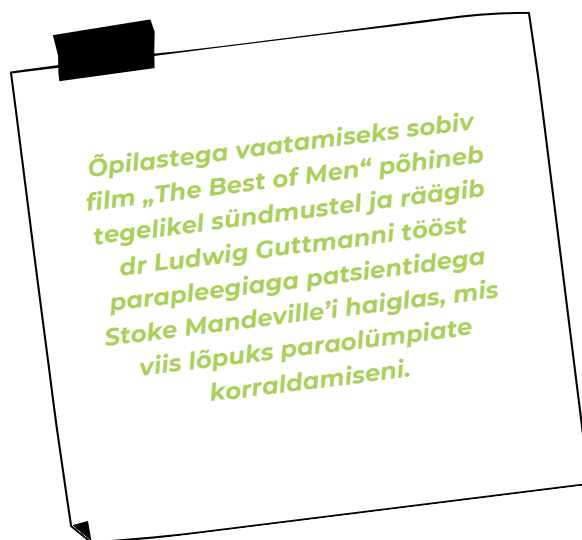 Õpilastega vaatamiseks sobiv
film „The Best of Men“ põhineb
tegelikel sündmustel ja räägib
dr Ludwig Guttmanni tööst
parapleegiaga patsientidega
Stoke Mandeville’i haiglas, mis
viis lõpuks paraolümpiate
korraldamiseni.